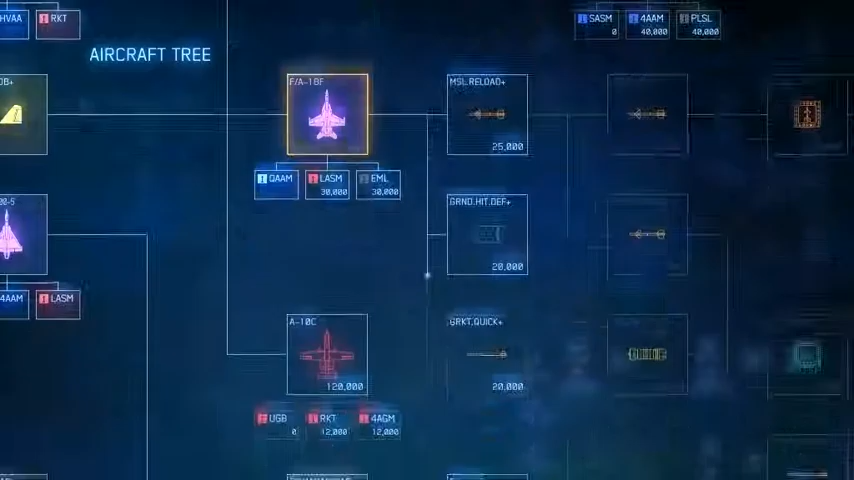 HVAA
RKT
SASM
0
4AAM
40,000
PLSL
40,000
AIRCRAFT TREE
F/A-18F
MSL.RELOAD+
25,000
QAAM
LASM
30,000
EML
30,000
GRND.HIT.DEF+
20,000
4AAM
LASM
A-10C
120,000
GRKT.QUICK+
20,000
UGB
0
RKT
12,000
4AGM
12,000